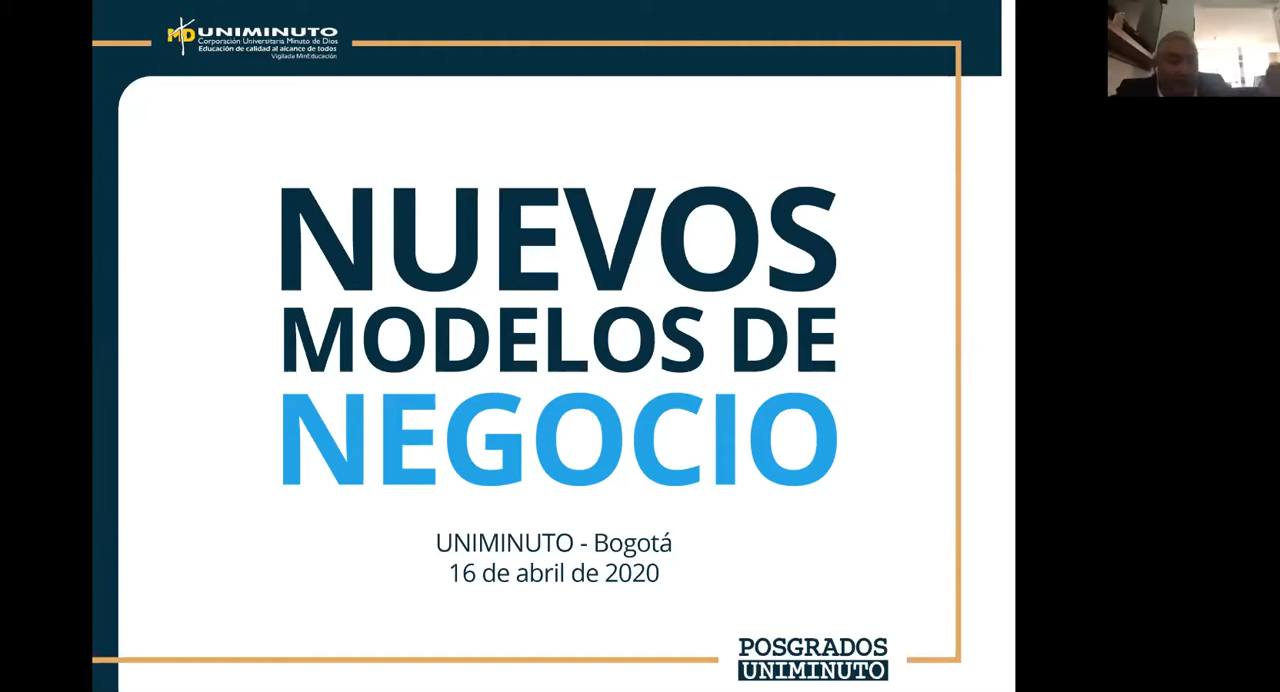 UNIMINUTO
Corporación Universitaria Minuto de Dios
Educación de calidad al alcance de todos
Vigilada MinEducación
NUEVOS
MODELOS DE
NEGOCIO
UNIMINUTO - Bogotá
16 de abril de 2020
POSGRADOS
UNIMINUTO